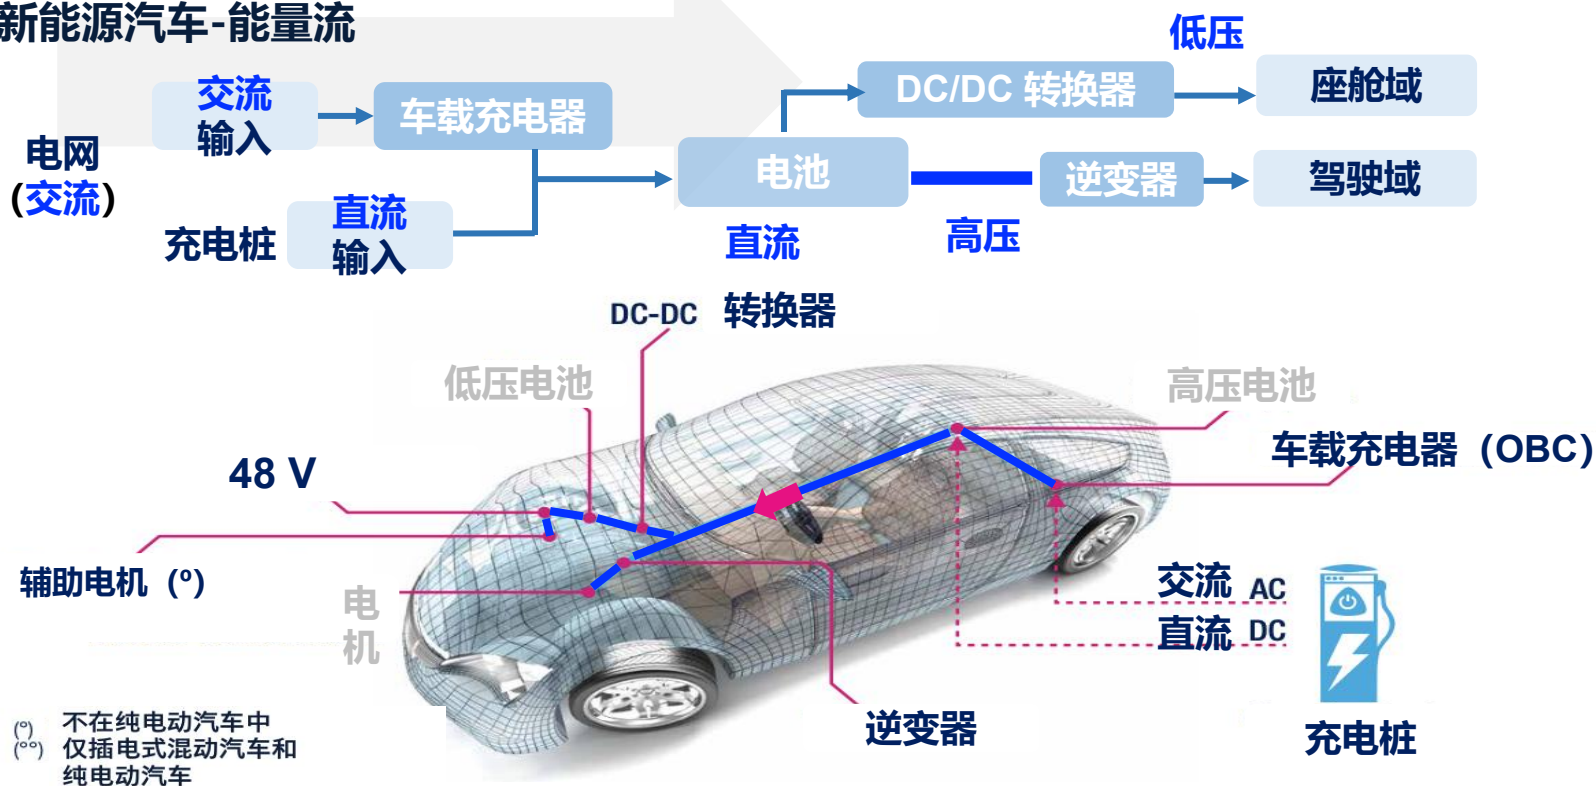 新能源汽车-能量流
低压
交流
输入
车载充电器
DC/DC 转换器
座舱域
电网
(交流)
直流
输入
充电桩
电池
逆变器
驾驶域
直流
高压
DC-DC 转换器
低压电池
高压电池
车载充电器（OBC）
48 V
辅助电机（º）
电
机
交流 AC
直流 DC
逆变器
充电桩
(º) 不在纯电动汽车中
(ºº) 仅插电式混动汽车和
纯电动汽车